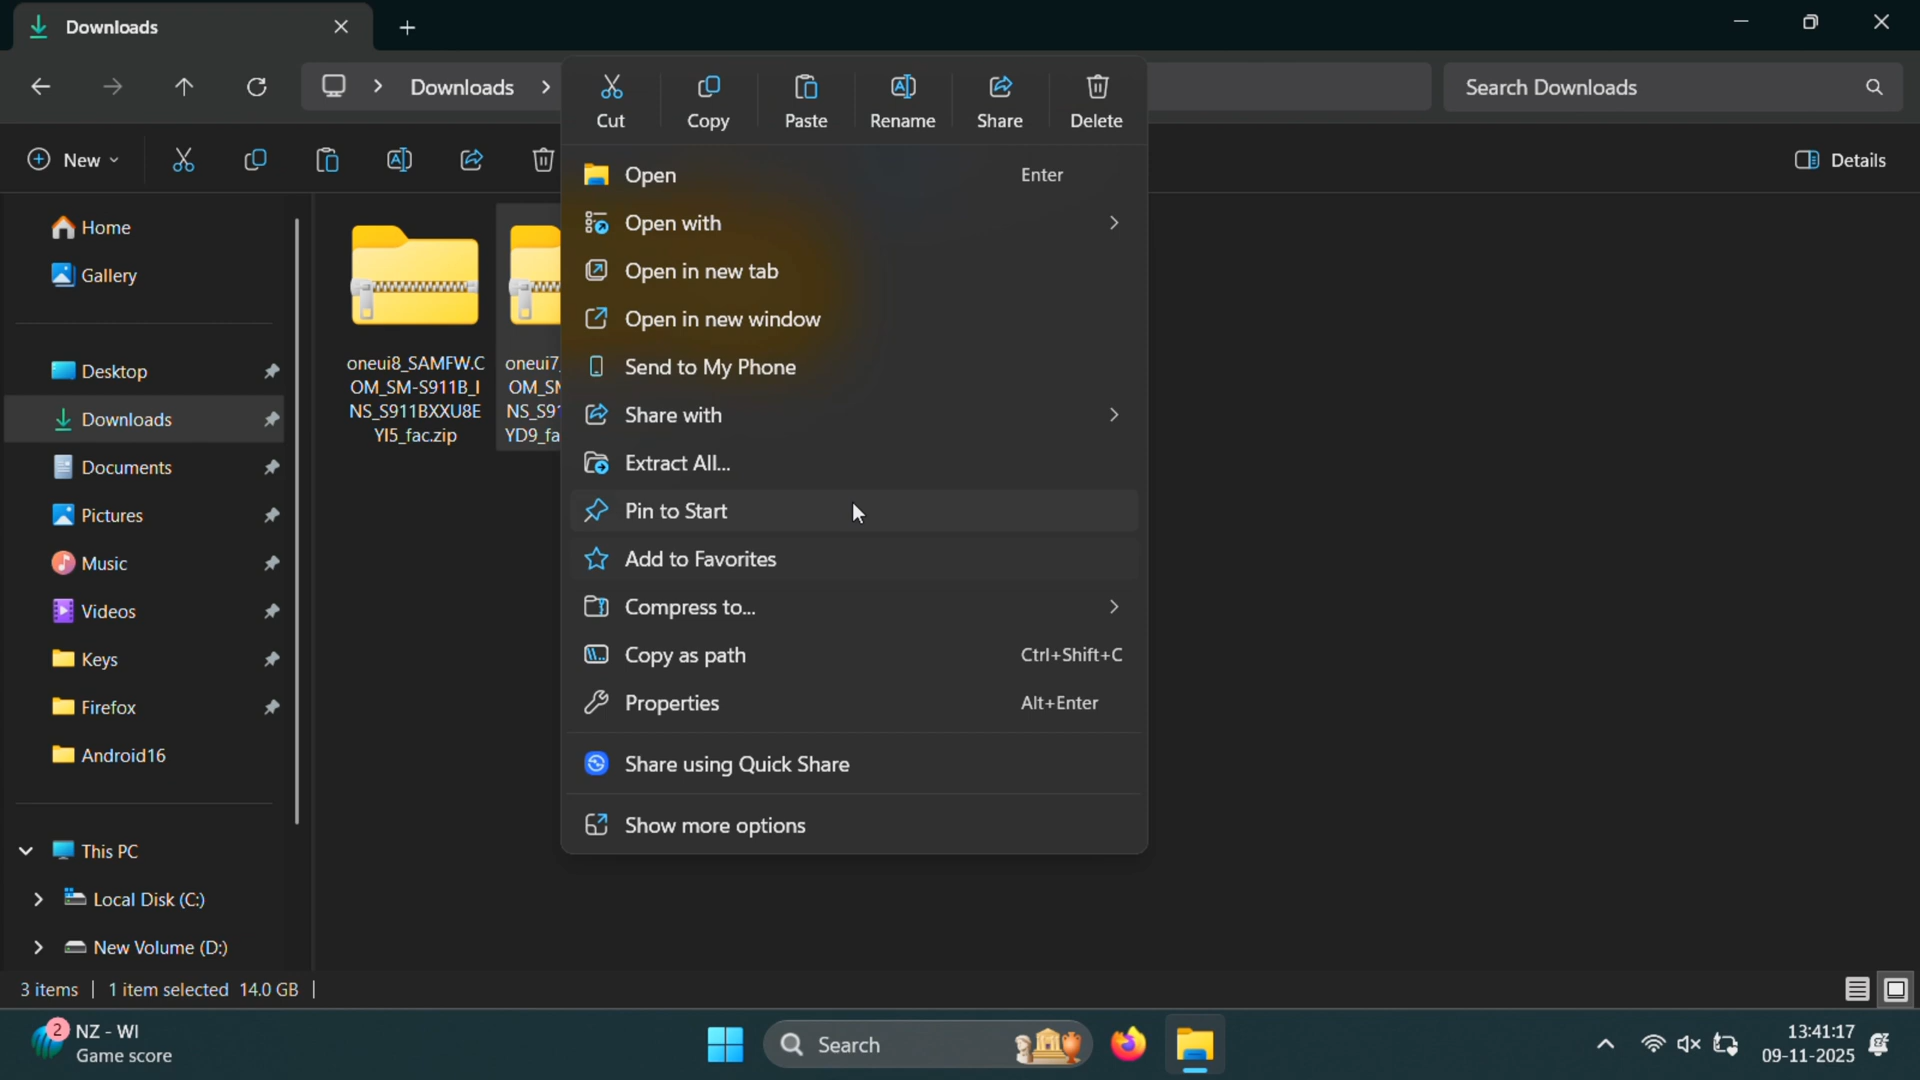 Downloads
Downloads
Search Downloads
Cut
Copy
Paste
Rename
Share
Delete
New
Details
Open Enter
Open with
Open in new tab
Open in new window
Send to My Phone
Share with
Extract All...
Pin to Start
Add to Favorites
Compress to...
Copy as path Ctrl+Shift+C
Properties Alt+Enter
Share using Quick Share
Show more options
Home
Gallery
Desktop
Downloads
Documents
Pictures
Music
Videos
Keys
Firefox
Android16
This PC
Local Disk (C:)
New Volume (D:)
oneui8_SAMFW.C
OM_SM-S911B_I
NS_S911BXXU8E
YI5_fac.zip
oneui7_
OM_SM
NS_S91
YD9_fa
3 items 1 item selected 14.0 GB
2
NZ - WI
Game score
Search
13:41:17
09-11-2025